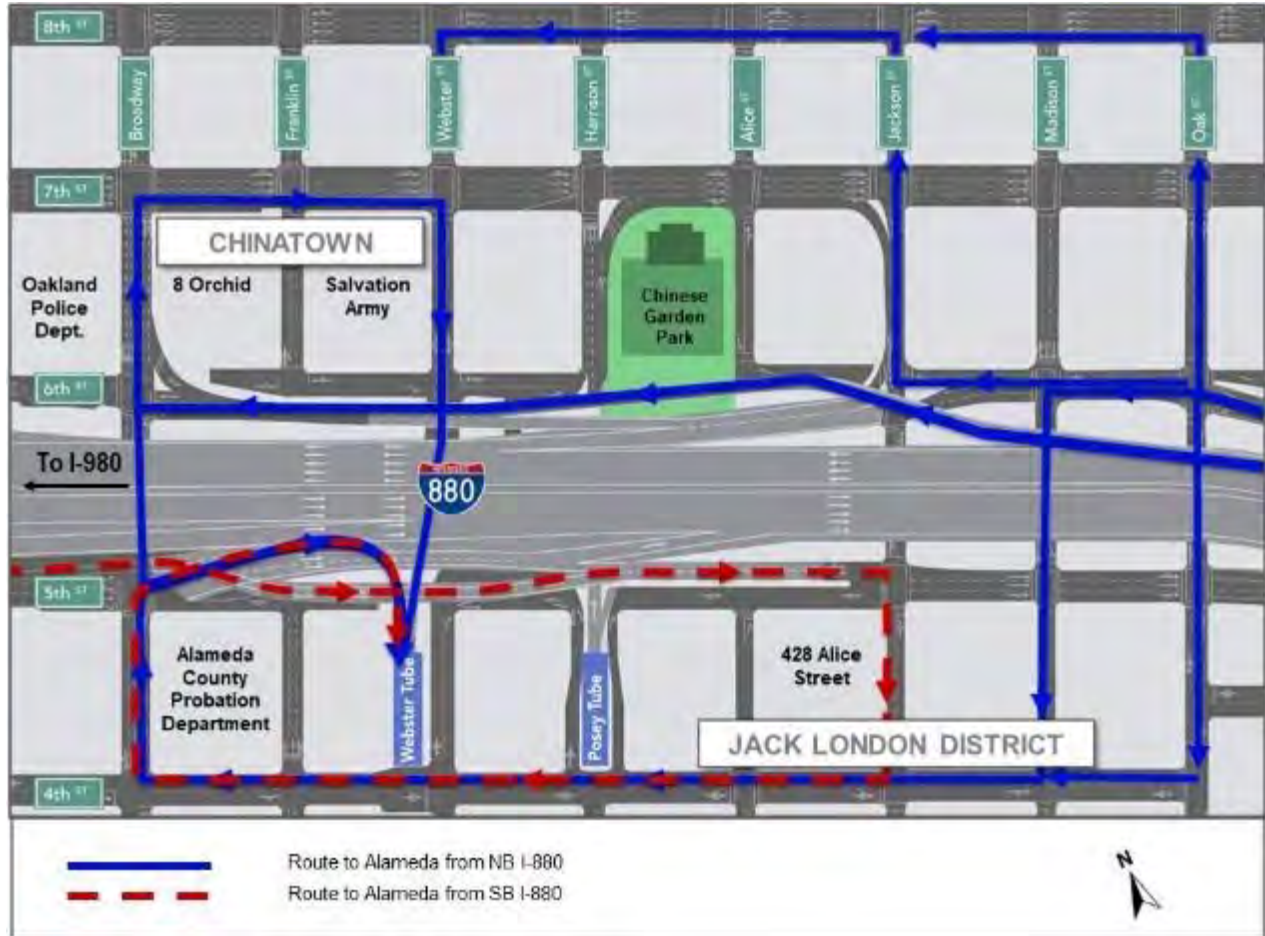 8th ST
Broadway
Franklin ST
Webster ST
Harrison ST
Alice ST
Jackson ST
Madison ST
Oak ST
7th ST
CHINATOWN
Oakland
Police
Dept.
8 Orchid
Salvation
Army
Chinese
Garden
Park
6th ST
To I-980
880
5th ST
Alameda
County
Probation
Department
Webster Tube
Posey Tube
428 Alice
Street
JACK LONDON DISTRICT
4th ST
Route to Alameda from NB I-880
Route to Alameda from SB I-880
N